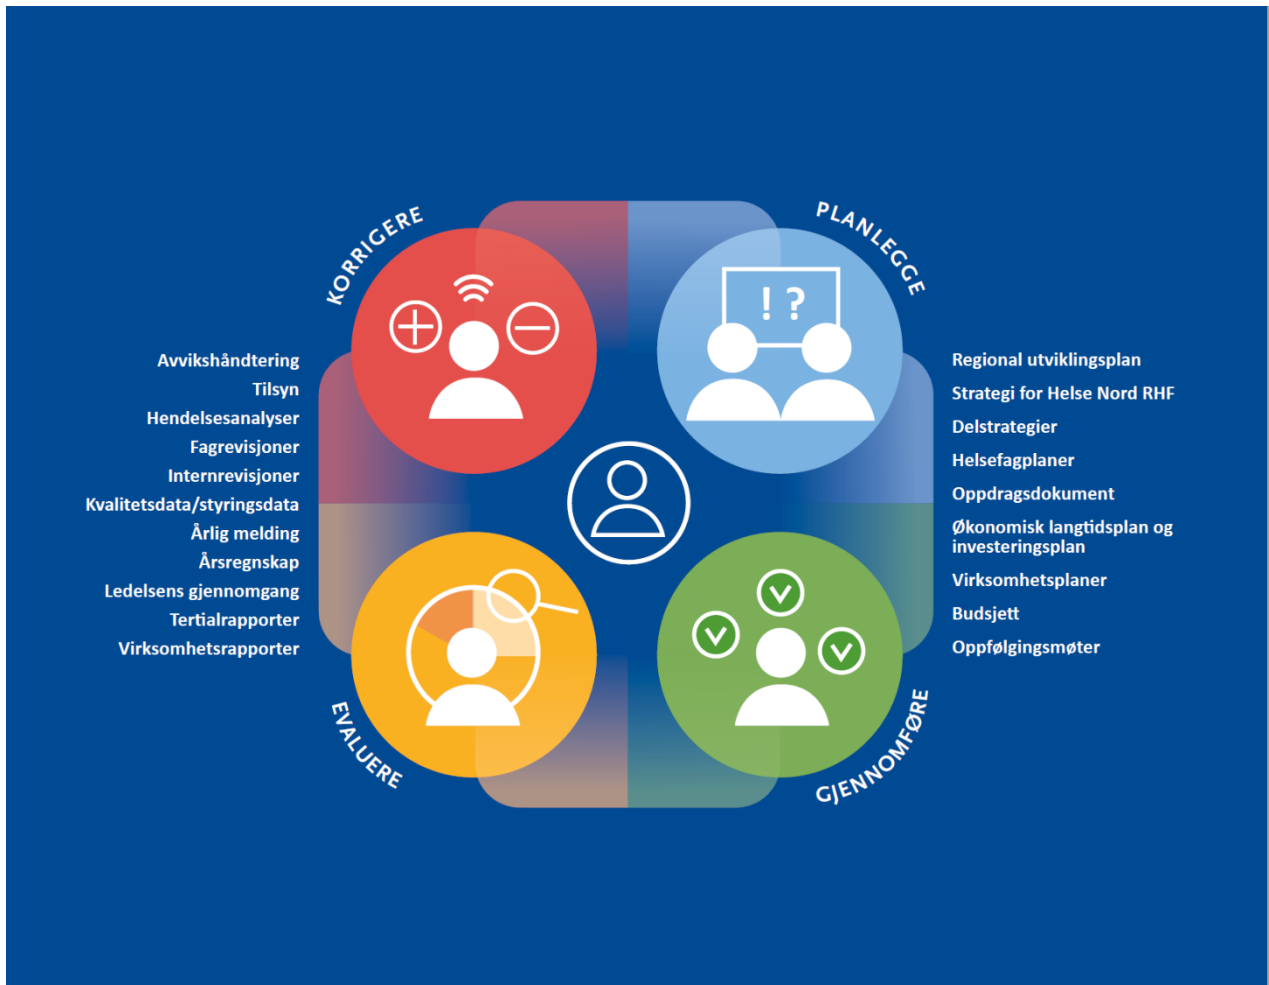 KORRIGERE
PLANLEGGE
! ?
Avvikshåndtering
Tilsyn
Hendelsesanalyser
Fagrevisjoner
Internrevisjoner
Kvalitetsdata/styringsdata
Årlig melding
Årsregnskap
Ledelsens gjennomgang
Tertialrapporter
Virksomhetsrapporter
Regional utviklingsplan
Strategi for Helse Nord RHF
Delstrategier
Helsefagplaner
Oppdragsdokument
Økonomisk langtidsplan og
investeringsplan
Virksomhetsplaner
Budsjett
Oppfølgingsmøter
EVALUERE
GJENNOMFØRE